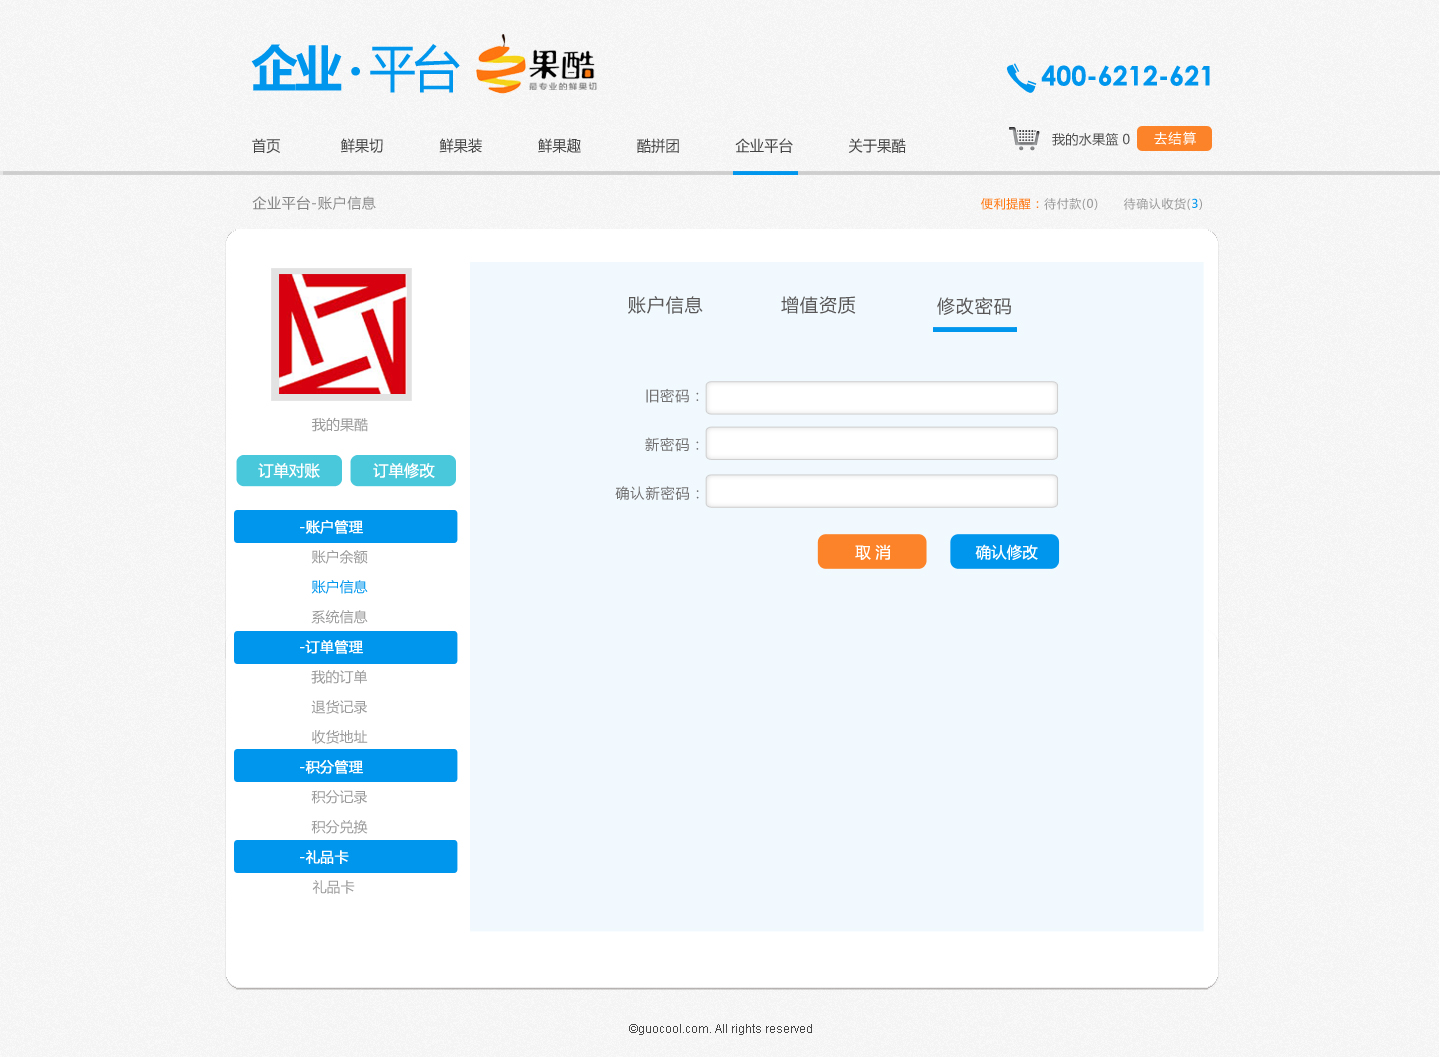 企业·平台 果酷
最专业的鲜果切
400-6212-621
首页 鲜果切 鲜果装 鲜果趣 酷拼团 企业平台 关于果酷
我的水果篮 0 去结算
企业平台-账户信息
便利提醒：待付款(0) 待确认收货(3)
账户信息 增值资质 修改密码
我的果酷
订单对账 订单修改
-账户管理
账户余额
账户信息
系统信息
-订单管理
我的订单
退货记录
收货地址
-积分管理
积分记录
积分兑换
-礼品卡
礼品卡
旧密码：
新密码：
确认新密码：
取 消 确认修改
©guocool.com. All rights reserved